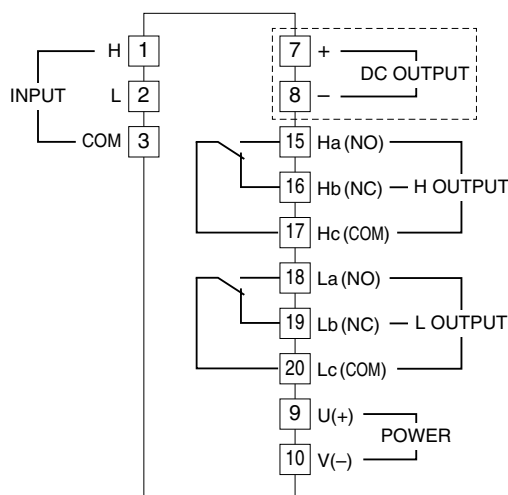 H 1
INPUT
L 2
COM 3
7 +
DC OUTPUT
8 –
15 Ha (NO)
16 Hb (NC) H OUTPUT
17 Hc (COM)
18 La (NO)
19 Lb (NC) L OUTPUT
20 Lc (COM)
9 U(+)
POWER
10 V(–)